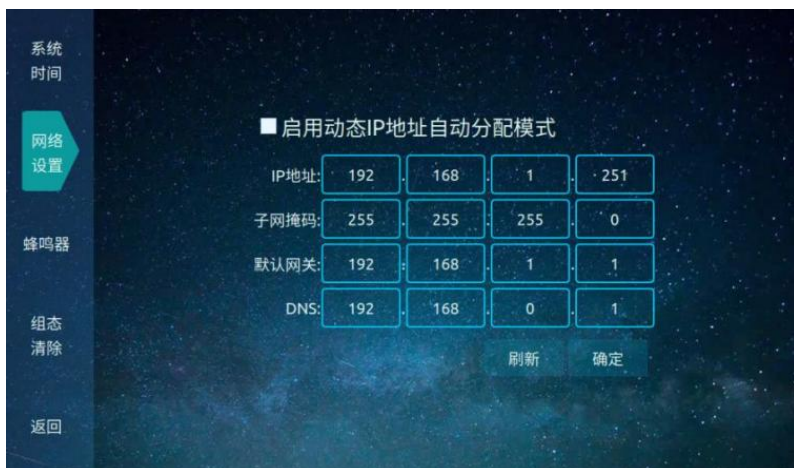 系统
时间
网络
设置
蜂鸣器
组态
清除
返回
启用动态IP地址自动分配模式
IP地址: 192 . 168 . 1 . 251
子网掩码: 255 . 255 . 255 . 0
默认网关: 192 . 168 . 1 . 1
DNS: 192 . 168 . 0 . 1
刷新 确定